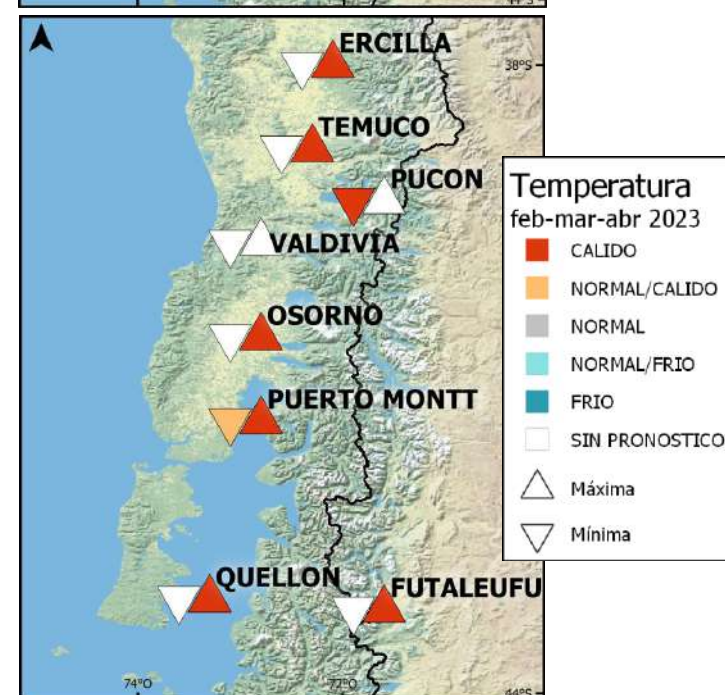 44°S
ERCILLA
38°S
TEMUCO
PUCON
VALDIVIA
OSORNO
PUERTO MONTT
QUELLON
FUTALEUFU
74°O
72°O
44°S
Temperatura
feb-mar-abr 2023
CALIDO
NORMAL/CALIDO
NORMAL
NORMAL/FRIO
FRIO
SIN PRONOSTICO
Máxima
Mínima